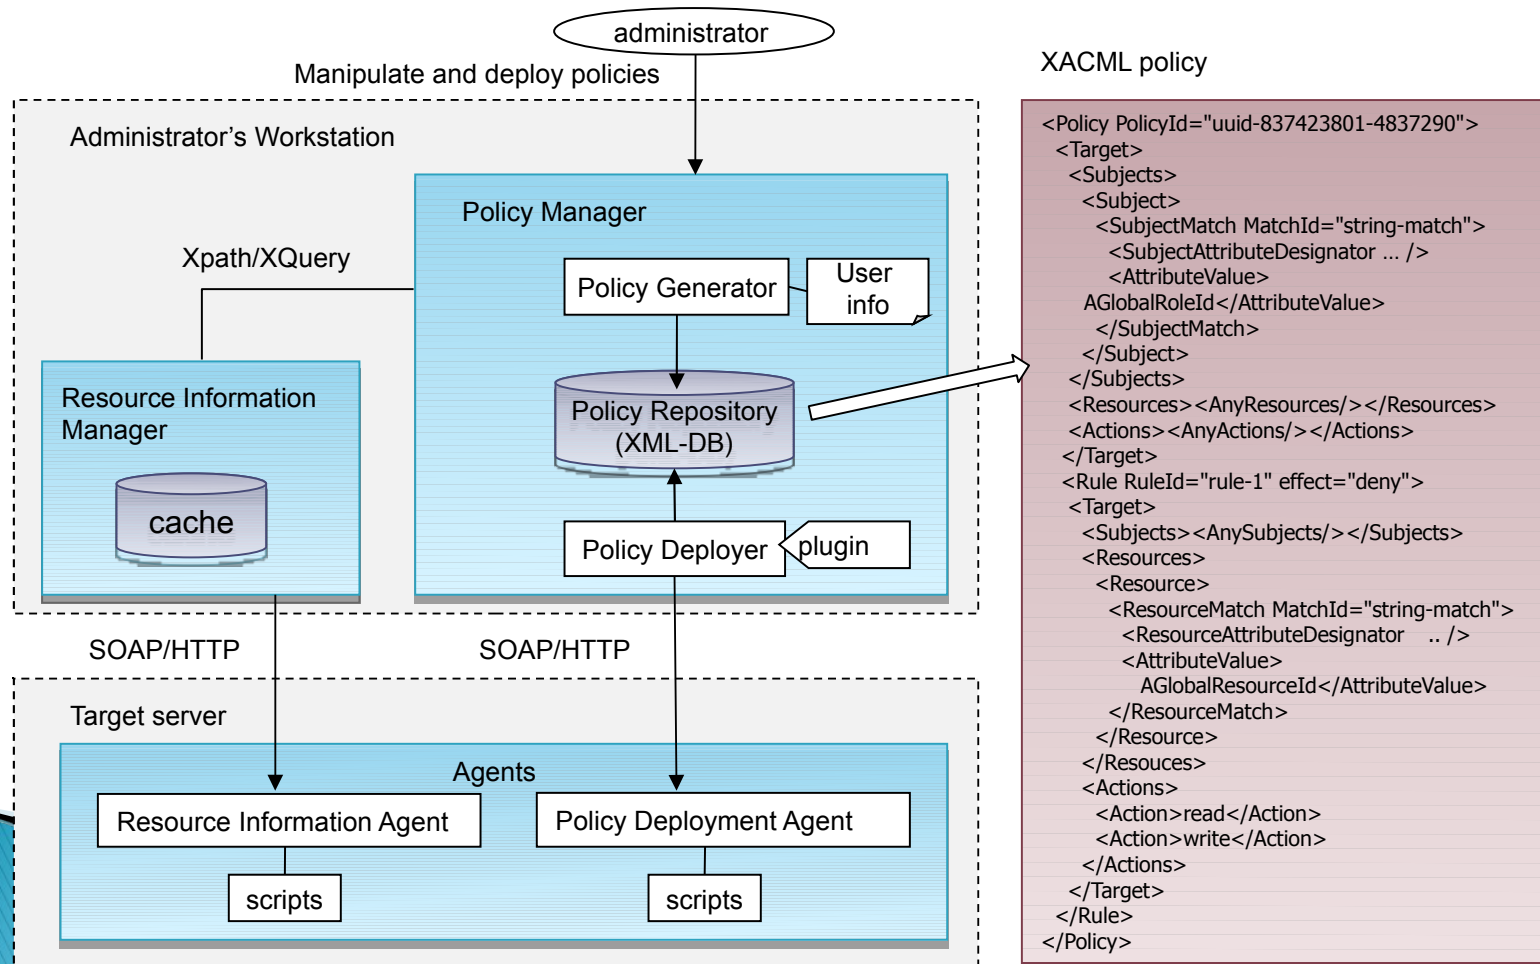 administrator
Manipulate and deploy policies
Administrator’s Workstation
Policy Manager
Xpath/XQuery
Policy Generator
User
info
Resource Information
Manager
Policy Repository
(XML-DB)
cache
Policy Deployer
plugin
SOAP/HTTP
SOAP/HTTP
Target server
Agents
Resource Information Agent
Policy Deployment Agent
scripts
scripts
XACML policy
<Policy PolicyId="uuid-837423801-4837290">
<Target>
<Subjects>
<Subject>
<SubjectMatch MatchId="string-match">
<SubjectAttributeDesignator ... />
<AttributeValue>
AGlobalRoleId</AttributeValue>
</SubjectMatch>
</Subject>
</Subjects>
<Resources><AnyResources/></Resources>
<Actions><AnyActions/></Actions>
</Target>
<Rule RuleId="rule-1" effect="deny">
<Target>
<Subjects><AnySubjects/></Subjects>
<Resources>
<Resource>
<ResourceMatch MatchId="string-match">
<ResourceAttributeDesignator .. />
<AttributeValue>
AGlobalResourceId</AttributeValue>
</ResourceMatch>
</Resource>
</Resouces>
<Actions>
<Action>read</Action>
<Action>write</Action>
</Actions>
</Target>
</Rule>
</Policy>